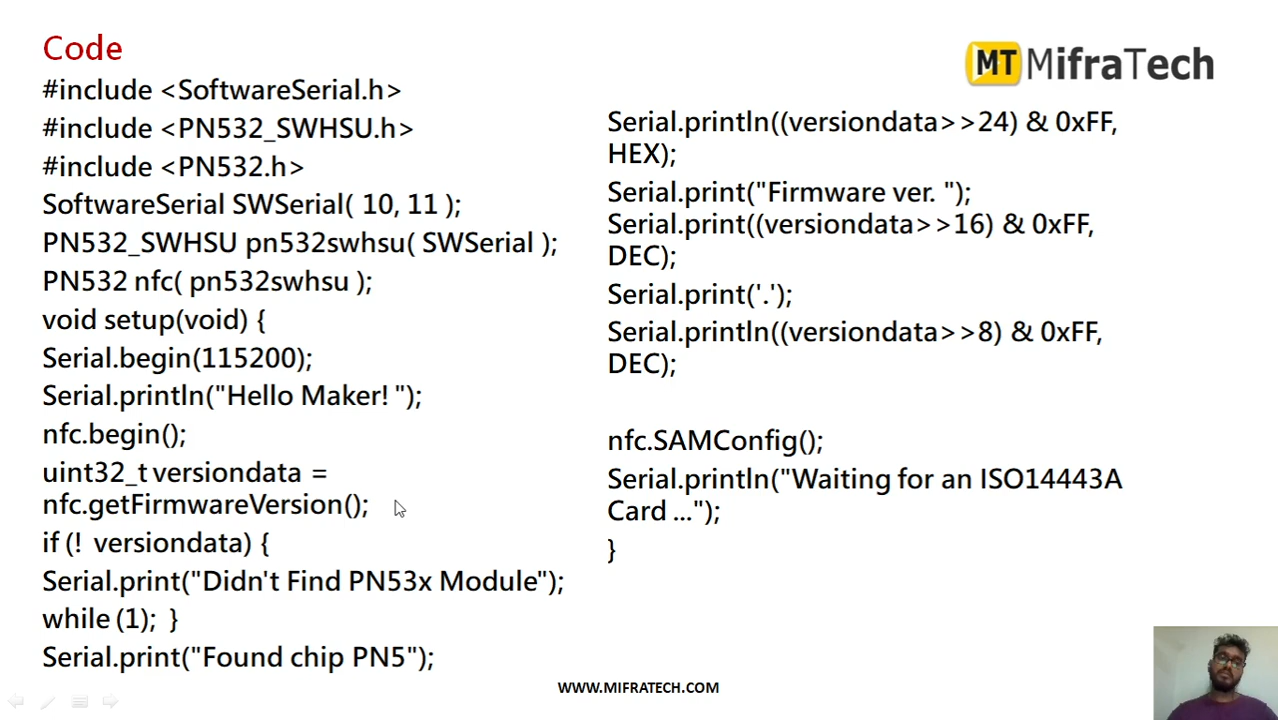 Code
#include <SoftwareSerial.h>
#include <PN532_SWHSU.h>
#include <PN532.h>
SoftwareSerial SWSerial( 10, 11 );
PN532_SWHSU pn532swhsu( SWSerial );
PN532 nfc( pn532swhsu );
void setup(void) {
Serial.begin(115200);
Serial.println("Hello Maker! ");
nfc.begin();
uint32_t versiondata =
nfc.getFirmwareVersion();
if (! versiondata) {
Serial.print("Didn't Find PN53x Module");
while (1); }
Serial.print("Found chip PN5");
MT MifraTech
Serial.println((versiondata>>24) & 0xFF,
HEX);
Serial.print("Firmware ver. ");
Serial.print((versiondata>>16) & 0xFF,
DEC);
Serial.print('.');
Serial.println((versiondata>>8) & 0xFF,
DEC);
nfc.SAMConfig();
Serial.println("Waiting for an ISO14443A
Card ...");
}
WWW.MIFRATECH.COM